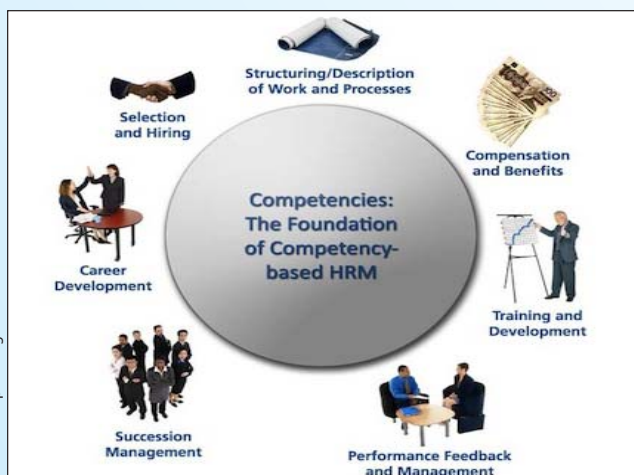 Structuring/Description
of Work and Processes
Selection
and Hiring
Compensation
and Benefits
Competencies:
The Foundation
of Competency-
based HRM
Career
Development
Training and
Development
Succession
Management
Performance Feedback
and Management